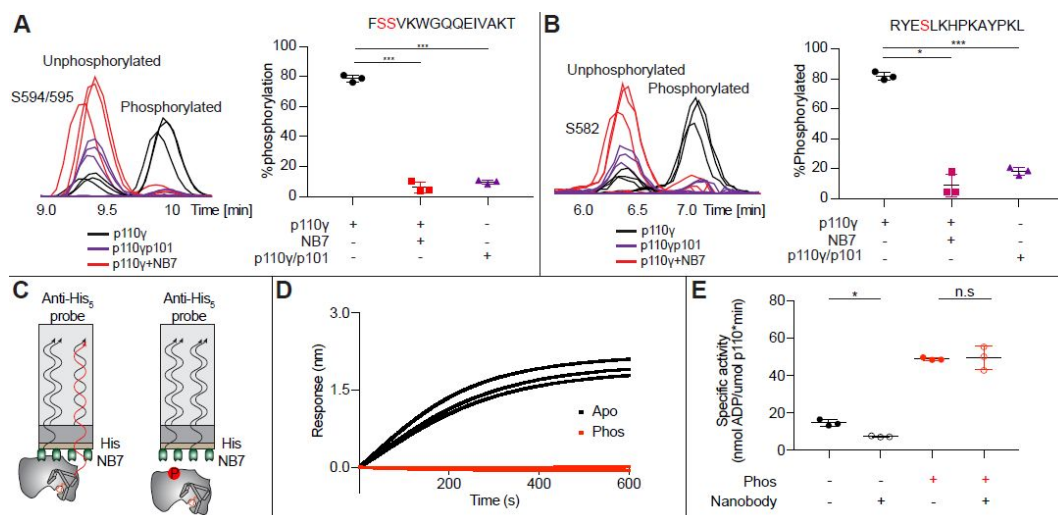 A
FSSVKWGQQEIVAKT
Unphosphorylated
S594/595
Phosphorylated
9.0 9.5 10 Time [min]
p110γ
p110γp101
p110γ+NB7
%phosphorylation
100
80
60
40
20
0
***
***
p110γ + + -
NB7 - + -
p110γ/p101 - - +
B
RYESLKHPKAYPKL
Unphosphorylated
Phosphorylated
S582
6.0 6.5 7.0 Time [min]
p110γ
p110γp101
p110γ+NB7
%Phosphorylated
100
80
60
40
20
0
***
*
p110γ + + -
NB7 - + -
p110γ/p101 - - +
C
Anti-His5
probe
Anti-His5
probe
His
NB7
His
NB7
P
D
Response (nm)
3.0
1.5
0.0
Apo
Phos
200 400 600
Time (s)
E
Specific activity
(nmol ADP/umol p110*min)
80
60
40
20
0
*
n.s
Phos - - + +
Nanobody - + - +